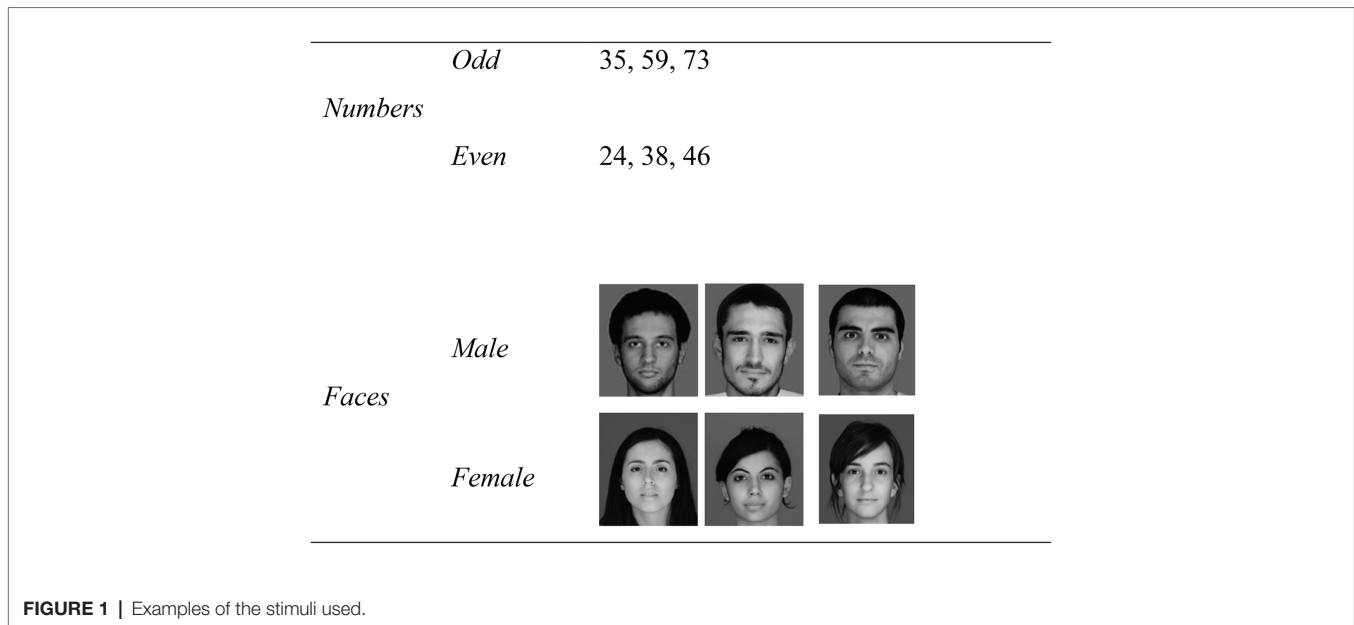 Odd 35, 59, 73
Numbers
Even 24, 38, 46
Male
Faces
Female
FIGURE 1 | Examples of the stimuli used.